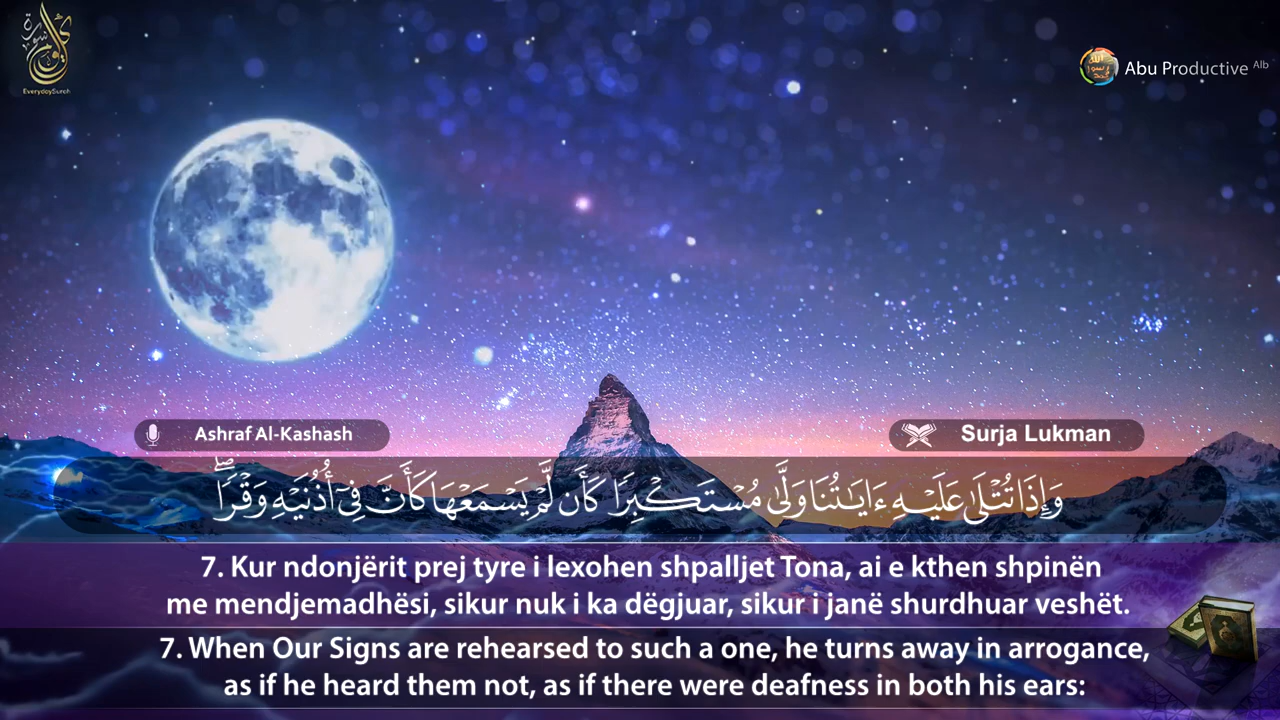 EverydaySurah
Abu Productive Alb
Ashraf Al-Kashash
Surja Lukman
وَإِذَا تُتْلَىٰ عَلَيْهِ ءَايَـٰتُنَا وَلَّىٰ مُسْتَكْبِرًا كَأَن لَّمْ يَسْمَعْهَا كَأَنَّ فِىٓ أُذُنَيْهِ وَقْرًا ۖ
7. Kur ndonjërit prej tyre i lexohen shpalljet Tona, ai e kthen shpinën
me mendjemadhësi, sikur nuk i ka dëgjuar, sikur i janë shurdhuar veshët.
7. When Our Signs are rehearsed to such a one, he turns away in arrogance,
as if he heard them not, as if there were deafness in both his ears: